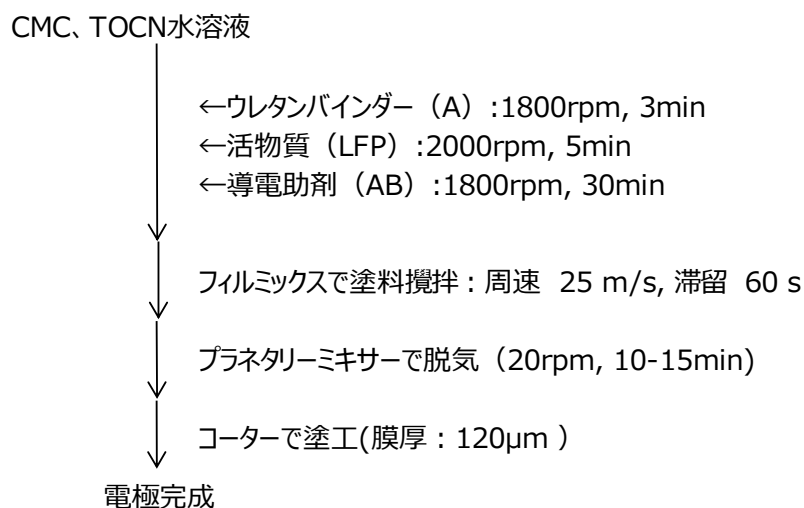 CMC、TOCN水溶液
←ウレタンバインダー（A）:1800rpm, 3min
←活物質（LFP）:2000rpm, 5min
←導電助剤（AB）:1800rpm, 30min
フィルミックスで塗料攪拌：周速 25 m/s, 滞留 60 s
プラネタリーミキサーで脱気（20rpm, 10-15min)
コーターで塗工(膜厚：120μm ）
電極完成